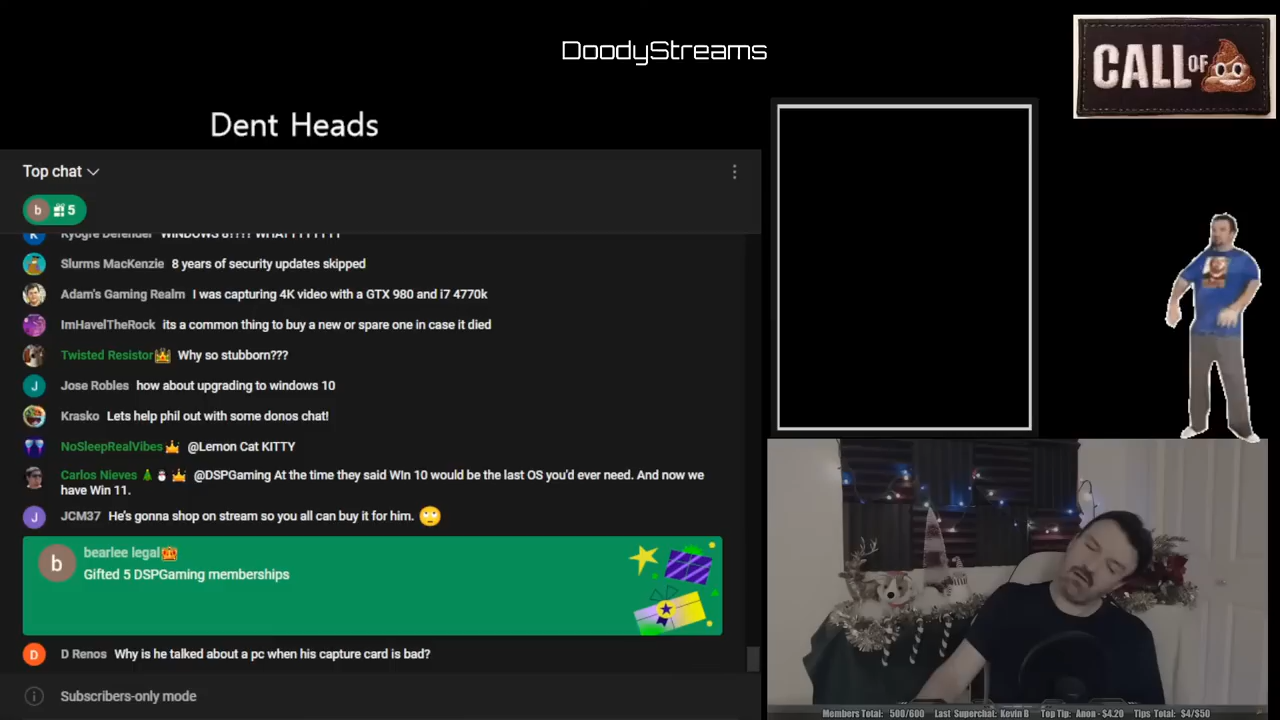 DoodyStreams
CALL OF
Dent Heads
Top chat
b 5
K Kyogre Defender WINDOWS 8???? WHATTTTTTT
Slurms MacKenzie 8 years of security updates skipped
Adam's Gaming Realm I was capturing 4K video with a GTX 980 and i7 4770k
ImHavelTheRock its a common thing to buy a new or spare one in case it died
Twisted Resistor Why so stubborn???
J Jose Robles how about upgrading to windows 10
Krasko Lets help phil out with some donos chat!
NoSleepRealVibes @Lemon Cat KITTY
Carlos Nieves @DSPGaming At the time they said WIn 10 would be the last OS you'd ever need. And now we
have Win 11.
J JCM37 He's gonna shop on stream so you all can buy it for him.
b bearlee legal
Gifted 5 DSPGaming memberships
D D Renos Why is he talked about a pc when his capture card is bad?
Subscribers-only mode
Members Total: 500/600 Last Superchat: Kevin B Top Tip: Anon - $4.20 Tips Total: $4/$50